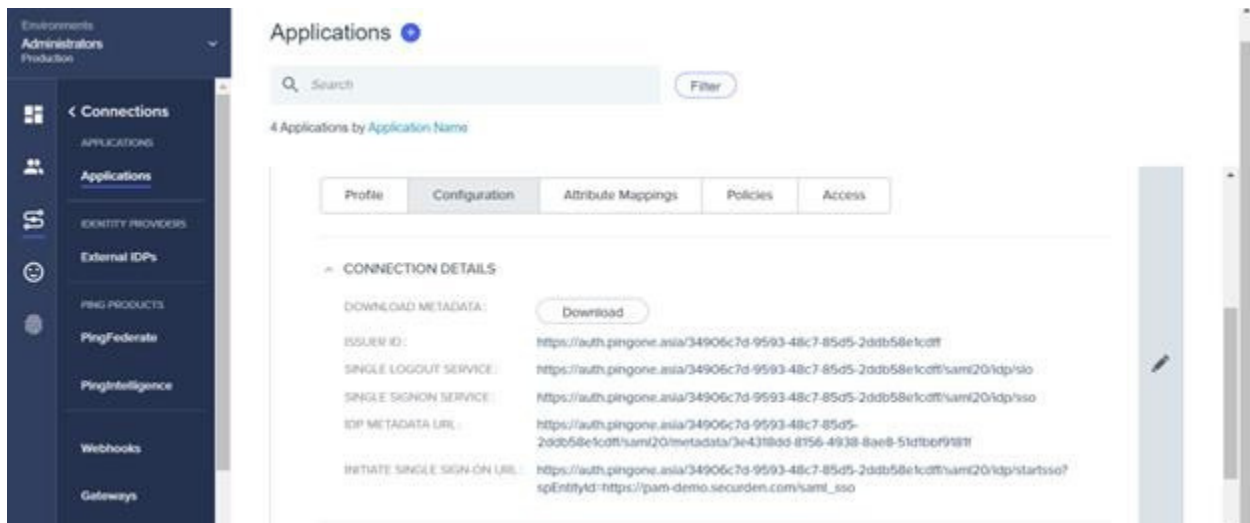 Environments
Administrators
Production
Applications
Search
Filter
< Connections
4 Applications by Application Name
APPLICATIONS
Applications
Profile
Configuration
Attribute Mappings
Policies
Access
IDENTITY PROVIDERS
External IDPs
CONNECTION DETAILS
PING PRODUCTS
PingFederate
PingIntelligence
Webhooks
Gateways
DOWNLOAD METADATA:
Download
ISSUER ID:
https://auth.pingone.asia/34906c7d-9593-48c7-85d5-2ddb58e1cdff
SINGLE LOGOUT SERVICE:
https://auth.pingone.asia/34906c7d-9593-48c7-85d5-2ddb58e1cdff/saml20/idp/slo
SINGLE SIGNON SERVICE:
https://auth.pingone.asia/34906c7d-9593-48c7-85d5-2ddb58e1cdff/saml20/idp/sso
IDP METADATA URL:
https://auth.pingone.asia/34906c7d-9593-48c7-85d5-
2ddb58e1cdff/saml20/metadata/3e4318dd-8156-4938-8ae8-51d1bbf9181f
INITIATE SINGLE SIGN-ON URL:
https://auth.pingone.asia/34906c7d-9593-48c7-85d5-2ddb58e1cdff/saml20/idp/startsso?
spEntityId=https://pam-demo.securden.com/saml_sso